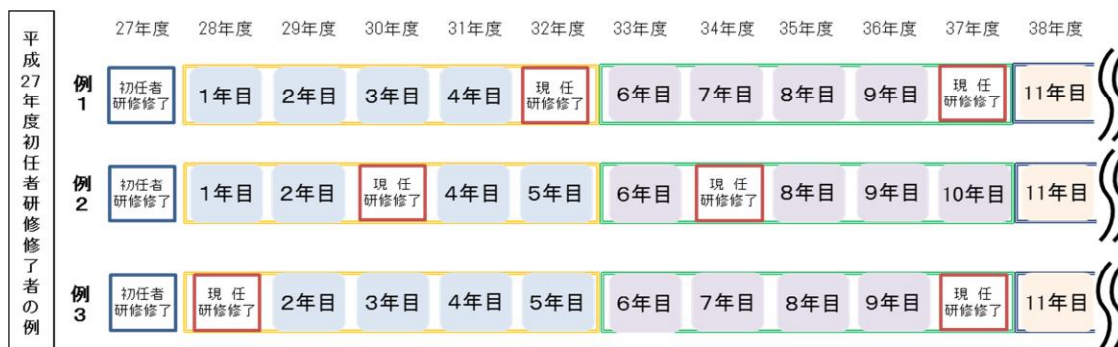 平成27年度初任者研修修了者の例
27年度 28年度 29年度 30年度 31年度 32年度 33年度 34年度 35年度 36年度 37年度 38年度
例1
初任者研修修了 1年目 2年目 3年目 4年目 現任研修修了 6年目 7年目 8年目 9年目 現任研修修了 11年目
例2
初任者研修修了 1年目 2年目 現任研修修了 4年目 5年目 6年目 現任研修修了 8年目 9年目 10年目 11年目
例3
初任者研修修了 現任研修修了 2年目 3年目 4年目 5年目 6年目 7年目 8年目 9年目 現任研修修了 11年目